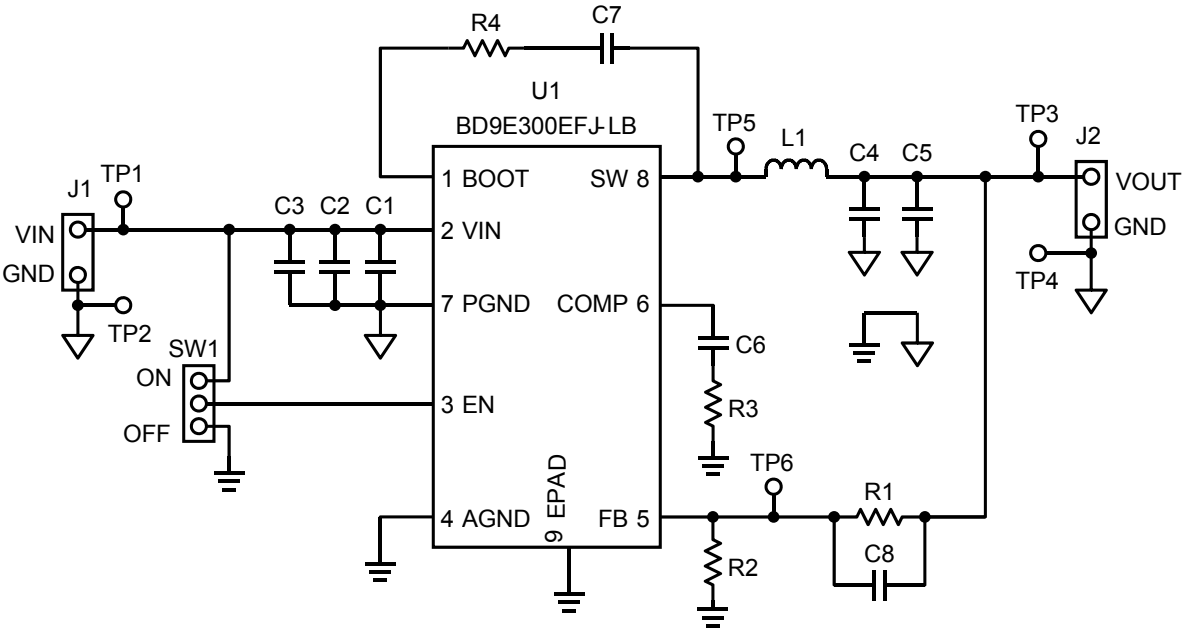 R4
C7
U1
BD9E300EFJ-LB
TP5
L1
C4
C5
TP3
J2
J1
TP1
1 BOOT
SW 8
VOUT
C3
C2
C1
VIN
2 VIN
GND
GND
TP4
TP2
7 PGND
COMP 6
SW1
C6
ON
3 EN
R3
OFF
TP6
R1
9 EPAD
4 AGND
FB 5
C8
R2